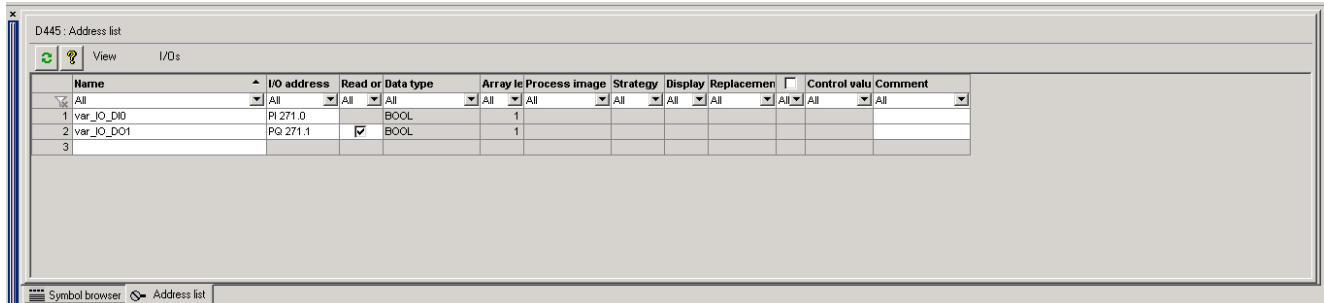 D445 : Address list
View I/Os
Name I/O address Read or Data type Array le Process image Strategy Display Replacemen Control valu Comment
All All All All All All All All All All All All
1 var_IO_DI0 PI 271.0 BOOL 1
2 var_IO_DO1 PQ 271.1 BOOL 1
3
Symbol browser Address list